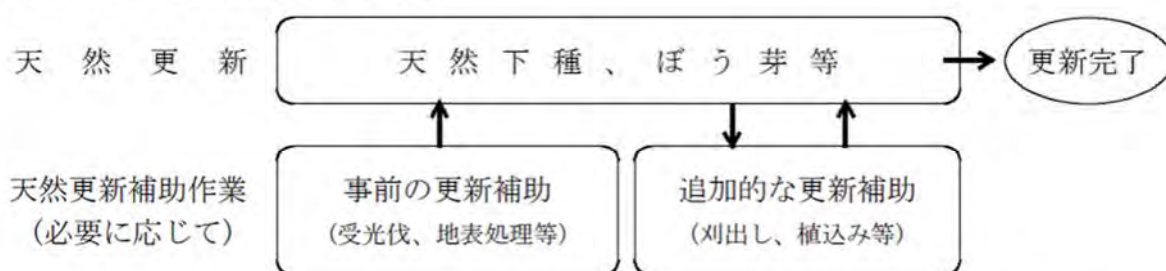 天然更新
天然下種、ぼう芽等
更新完了
天然更新補助作業
(必要に応じて)
事前の更新補助
(受光伐、地表処理等)
追加的な更新補助
(刈出し、植込み等)